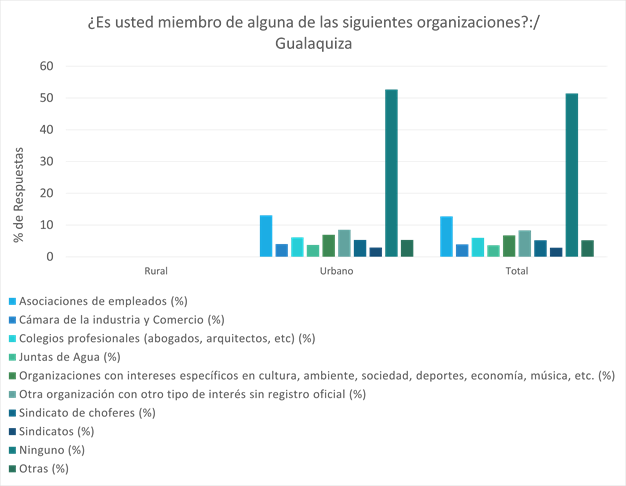 ¿Es usted miembro de alguna de las siguientes organizaciones?:/
Gualaquiza
% de Respuestas
60
50
40
30
20
10
0
Rural
Urbano
Total
Asociaciones de empleados (%)
Cámara de la industria y Comercio (%)
Colegios profesionales (abogados, arquitectos, etc) (%)
Juntas de Agua (%)
Organizaciones con intereses específicos en cultura, ambiente, sociedad, deportes, economía, música, etc. (%)
Otra organización con otro tipo de interés sin registro oficial (%)
Sindicato de choferes (%)
Sindicatos (%)
Ninguno (%)
Otras (%)